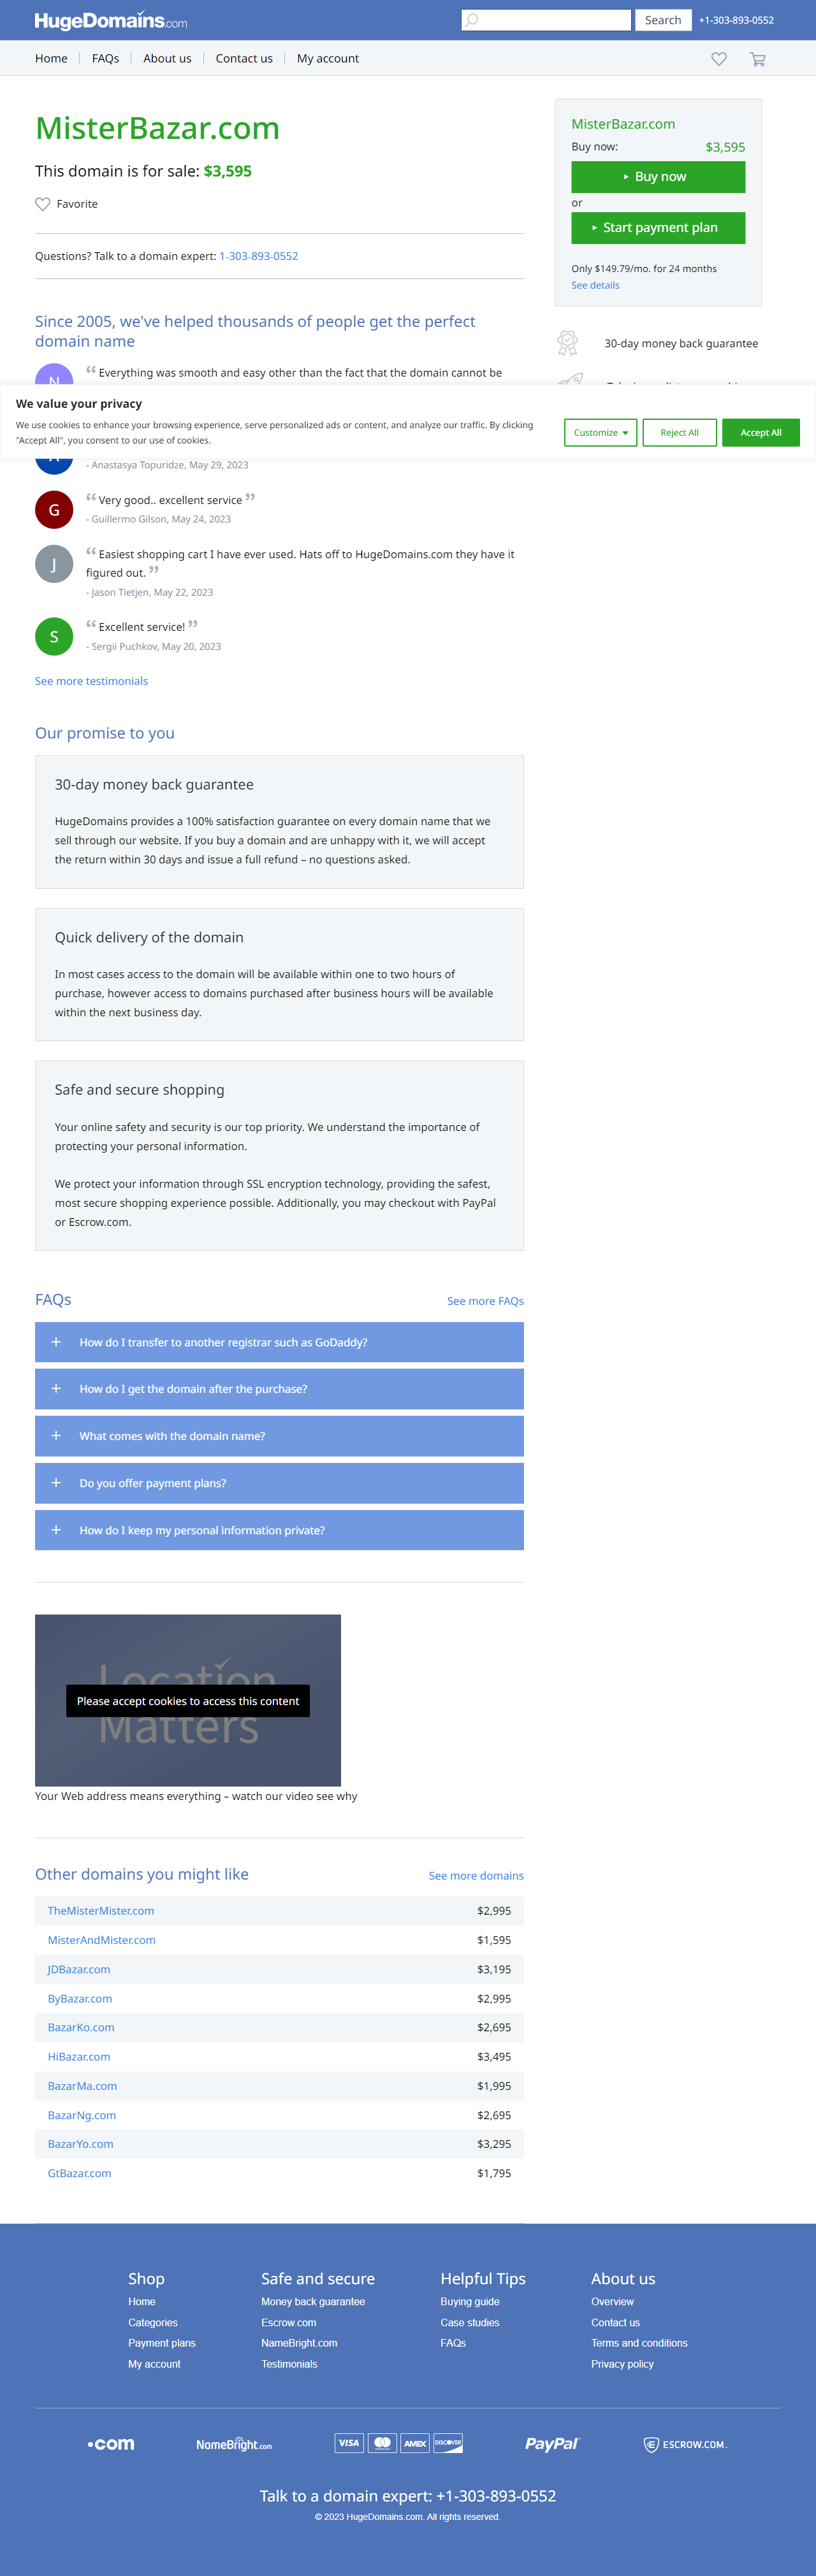 HugeDomains.com
Search
+1-303-893-0552
Home
FAQs
About us
Contact us
My account
MisterBazar.com
This domain is for sale: $3,595
Favorite
Questions? Talk to a domain expert: 1-303-893-0552
Since 2005, we've helped thousands of people get the perfect
domain name
N
“ Everything was smooth and easy other than the fact that the domain cannot be
MisterBazar.com
Buy now: $3,595
Buy now
or
Start payment plan
Only $149.79/mo. for 24 months
See details
30-day money back guarantee
We value your privacy
We use cookies to enhance your browsing experience, serve personalized ads or content, and analyze our traffic. By clicking
"Accept All", you consent to our use of cookies.
Customize
Reject All
Accept All
- Anastasya Topuridze, May 29, 2023
G
“ Very good.. excellent service ”
- Guillermo Gilson, May 24, 2023
J
“ Easiest shopping cart I have ever used. Hats off to HugeDomains.com they have it
figured out. ”
- Jason Tietjen, May 22, 2023
S
“ Excellent service! ”
- Sergii Puchkov, May 20, 2023
See more testimonials
Our promise to you
30-day money back guarantee
HugeDomains provides a 100% satisfaction guarantee on every domain name that we
sell through our website. If you buy a domain and are unhappy with it, we will accept
the return within 30 days and issue a full refund – no questions asked.
Quick delivery of the domain
In most cases access to the domain will be available within one to two hours of
purchase, however access to domains purchased after business hours will be available
within the next business day.
Safe and secure shopping
Your online safety and security is our top priority. We understand the importance of
protecting your personal information.
We protect your information through SSL encryption technology, providing the safest,
most secure shopping experience possible. Additionally, you may checkout with PayPal
or Escrow.com.
FAQs
See more FAQs
+ How do I transfer to another registrar such as GoDaddy?
+ How do I get the domain after the purchase?
+ What comes with the domain name?
+ Do you offer payment plans?
+ How do I keep my personal information private?
Location
Please accept cookies to access this content
Matters
Your Web address means everything – watch our video see why
Other domains you might like
See more domains
TheMisterMister.com $2,995
MisterAndMister.com $1,595
JDBazar.com $3,195
ByBazar.com $2,995
BazarKo.com $2,695
HiBazar.com $3,495
BazarMa.com $1,995
BazarNg.com $2,695
BazarYo.com $3,295
GtBazar.com $1,795
Shop
Home
Categories
Payment plans
My account
Safe and secure
Money back guarantee
Escrow.com
NameBright.com
Testimonials
Helpful Tips
Buying guide
Case studies
FAQs
About us
Overview
Contact us
Terms and conditions
Privacy policy
.com
NameBright.com
VISA
AMEX
DISCOVER
PayPal
ESCROW.COM
Talk to a domain expert: +1-303-893-0552
© 2023 HugeDomains.com. All rights reserved.